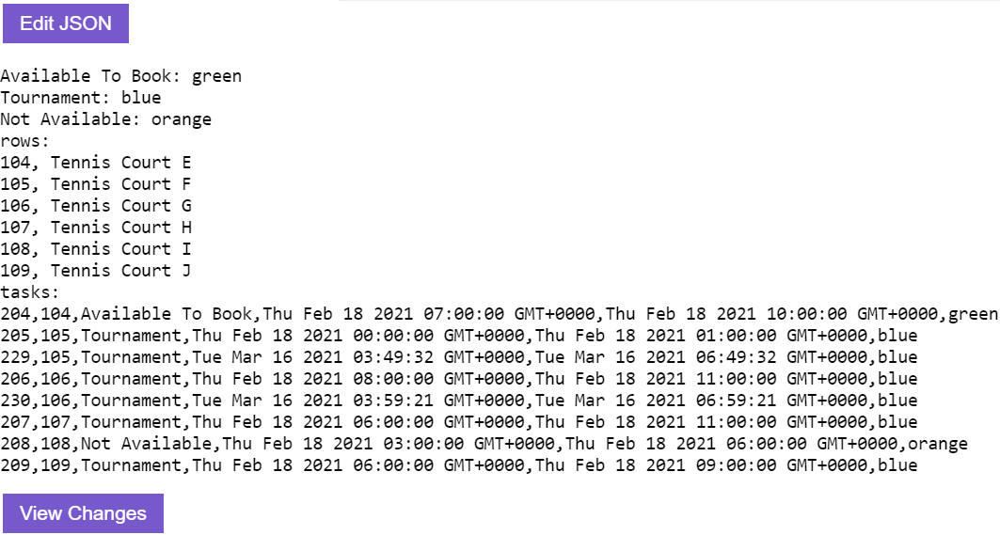 Edit JSON
Available To Book: green
Tournament: blue
Not Available: orange
rows:
104, Tennis Court E
105, Tennis Court F
106, Tennis Court G
107, Tennis Court H
108, Tennis Court I
109, Tennis Court J
tasks:
204,104,Available To Book,Thu Feb 18 2021 07:00:00 GMT+0000,Thu Feb 18 2021 10:00:00 GMT+0000,green
205,105,Tournament,Thu Feb 18 2021 00:00:00 GMT+0000,Thu Feb 18 2021 01:00:00 GMT+0000,blue
229,105,Tournament,Tue Mar 16 2021 03:49:32 GMT+0000,Tue Mar 16 2021 06:49:32 GMT+0000,blue
206,106,Tournament,Thu Feb 18 2021 08:00:00 GMT+0000,Thu Feb 18 2021 11:00:00 GMT+0000,blue
230,106,Tournament,Tue Mar 16 2021 03:59:21 GMT+0000,Tue Mar 16 2021 06:59:21 GMT+0000,blue
207,107,Tournament,Thu Feb 18 2021 06:00:00 GMT+0000,Thu Feb 18 2021 11:00:00 GMT+0000,blue
208,108,Not Available,Thu Feb 18 2021 03:00:00 GMT+0000,Thu Feb 18 2021 06:00:00 GMT+0000,orange
209,109,Tournament,Thu Feb 18 2021 06:00:00 GMT+0000,Thu Feb 18 2021 09:00:00 GMT+0000,blue
View Changes